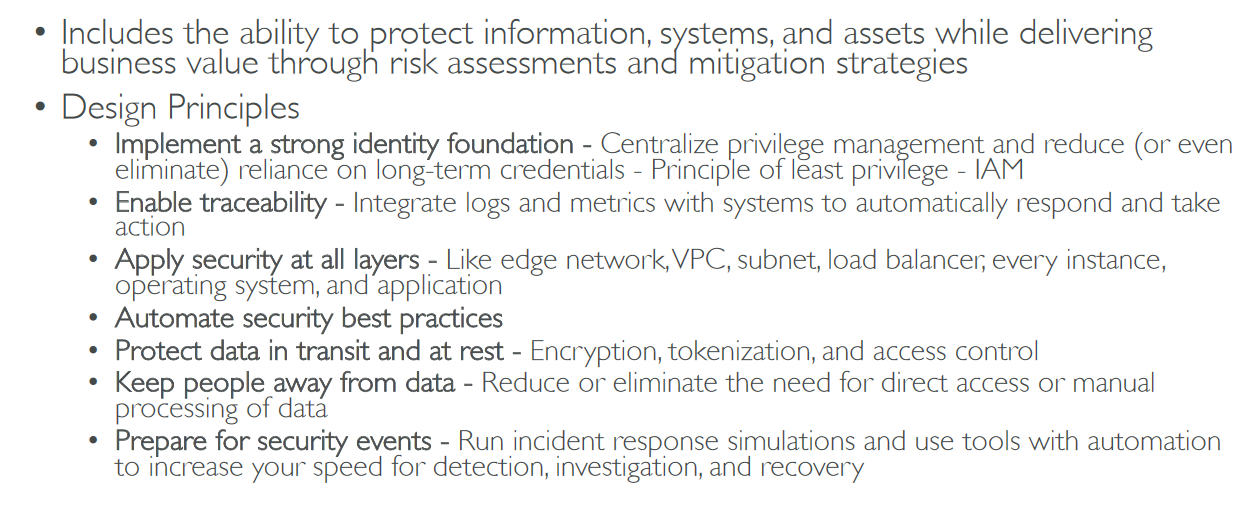 • Includes the ability to protect information, systems, and assets while delivering
business value through risk assessments and mitigation strategies
• Design Principles
• Implement a strong identity foundation - Centralize privilege management and reduce (or even
eliminate) reliance on long-term credentials - Principle of least privilege - IAM
• Enable traceability - Integrate logs and metrics with systems to automatically respond and take
action
• Apply security at all layers - Like edge network, VPC, subnet, load balancer, every instance,
operating system, and application
• Automate security best practices
• Protect data in transit and at rest - Encryption, tokenization, and access control
• Keep people away from data - Reduce or eliminate the need for direct access or manual
processing of data
• Prepare for security events - Run incident response simulations and use tools with automation
to increase your speed for detection, investigation, and recovery